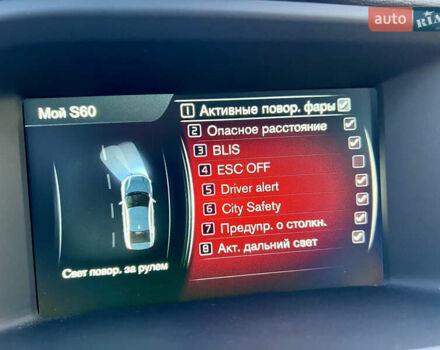 auto RIA
Мой S60
1 Активные повор. фары
2 Опасное расстояние
3 BLIS
4 ESC OFF
5 Driver alert
6 City Safety
7 Предупр. о столкн.
8 Акт. дальний свет
Свет повор. за рулем